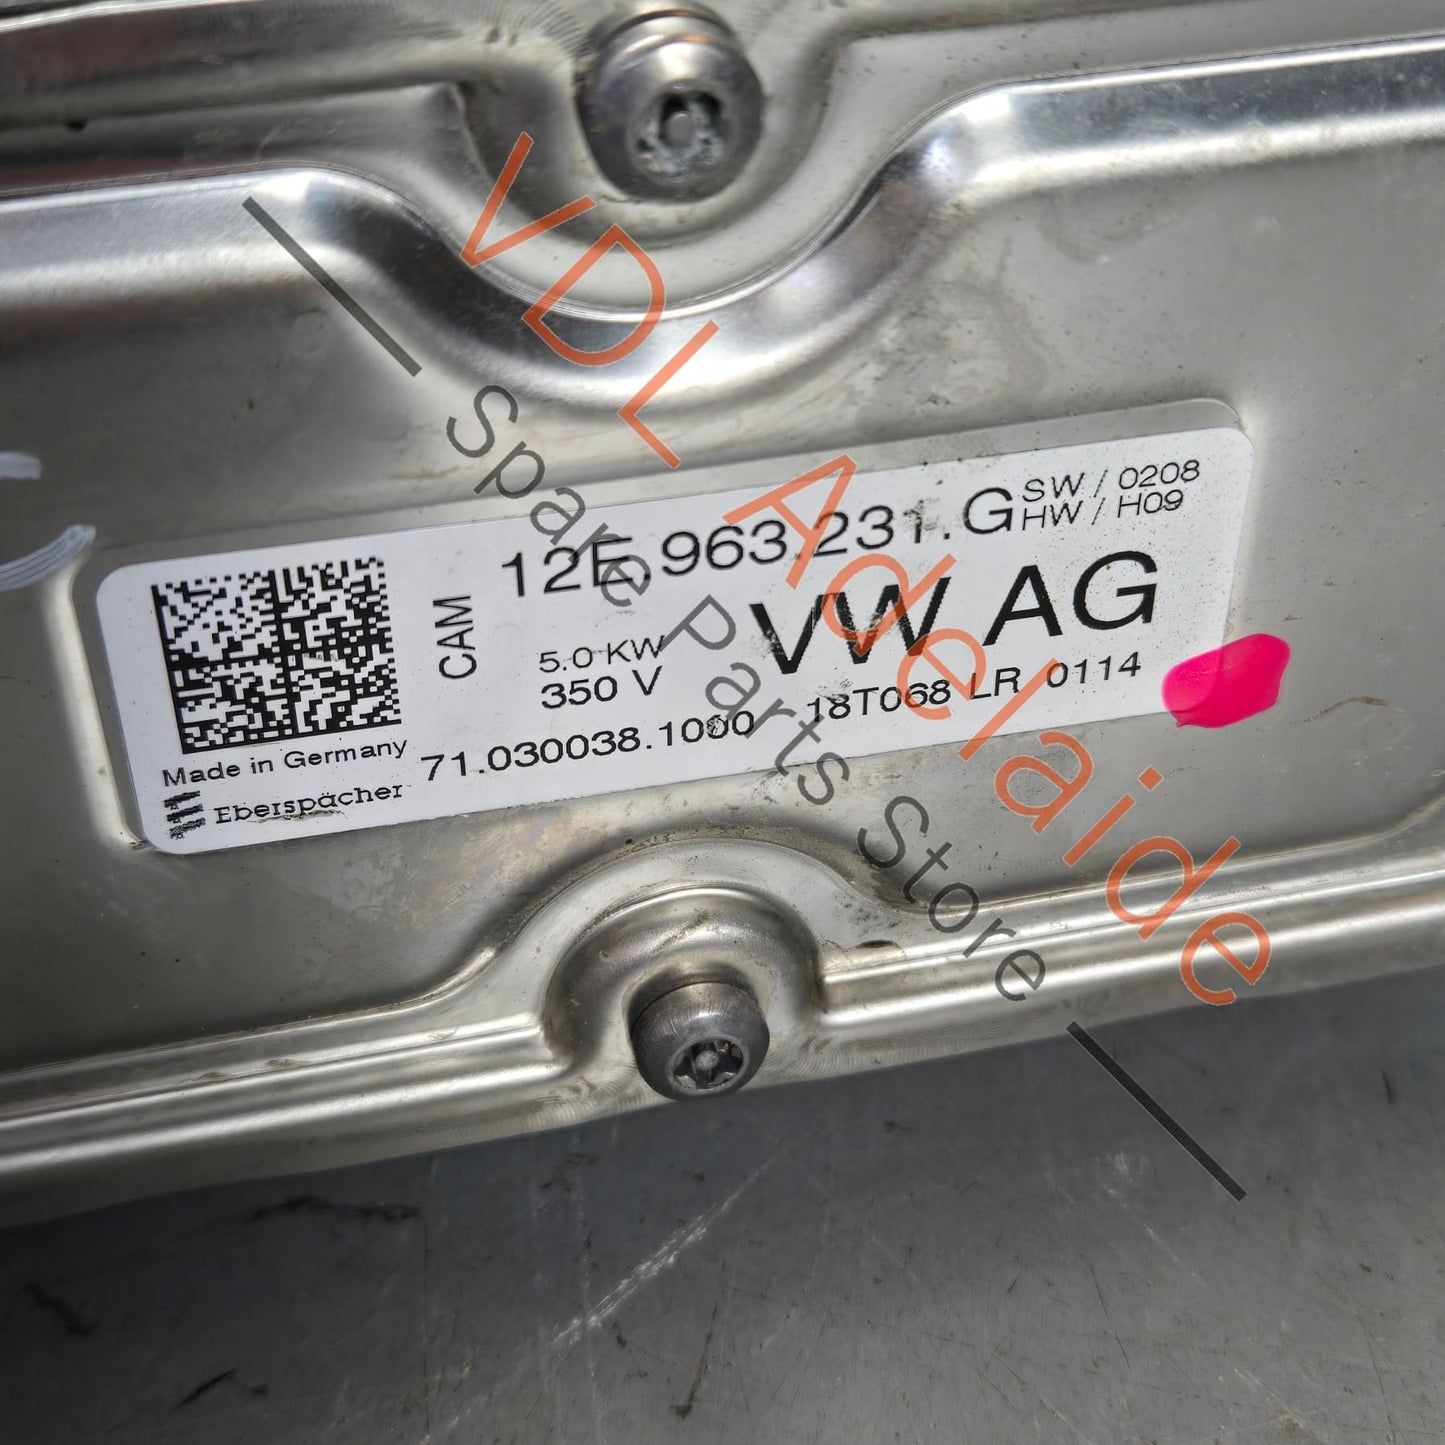 12E.963.231.G SW / 0208
HW / H09
CAM
5.0 KW
350 V
VW AG
71.030038.1000 18T068 LR 0114
Made in Germany
Eberspächer
VDL Adelaide
Spare Parts Store